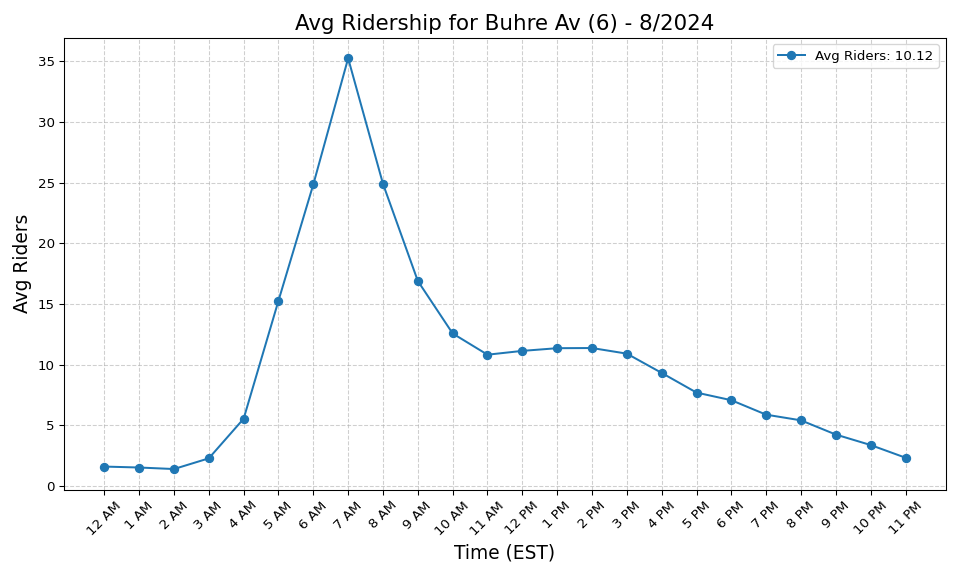 Avg Ridership for Buhre Av (6) - 8/2024
Avg Riders: 10.12
Avg Riders
35
30
25
20
15
10
5
0
12 AM 1 AM 2 AM 3 AM 4 AM 5 AM 6 AM 7 AM 8 AM 9 AM 10 AM 11 AM 12 PM 1 PM 2 PM 3 PM 4 PM 5 PM 6 PM 7 PM 8 PM 9 PM 10 PM 11 PM
Time (EST)